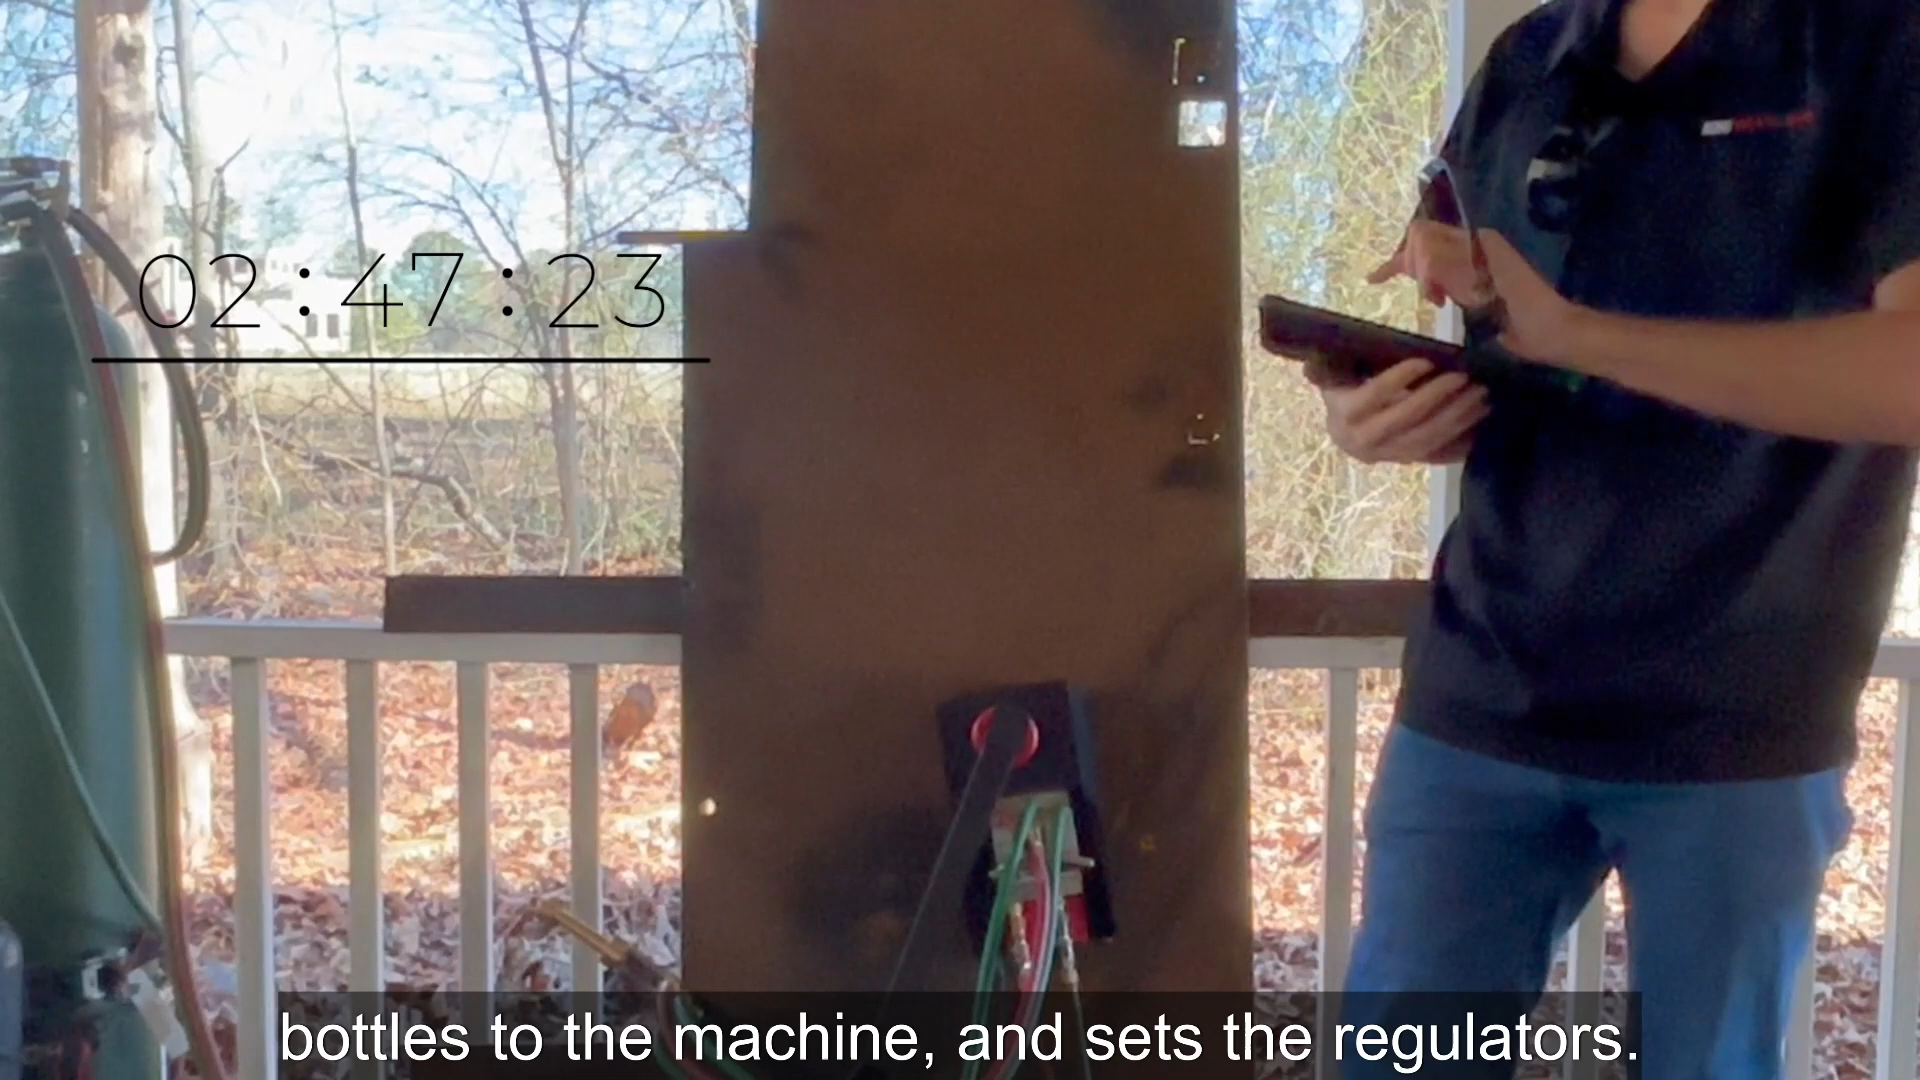 02:47:23
bottles to the machine, and sets the regulators.